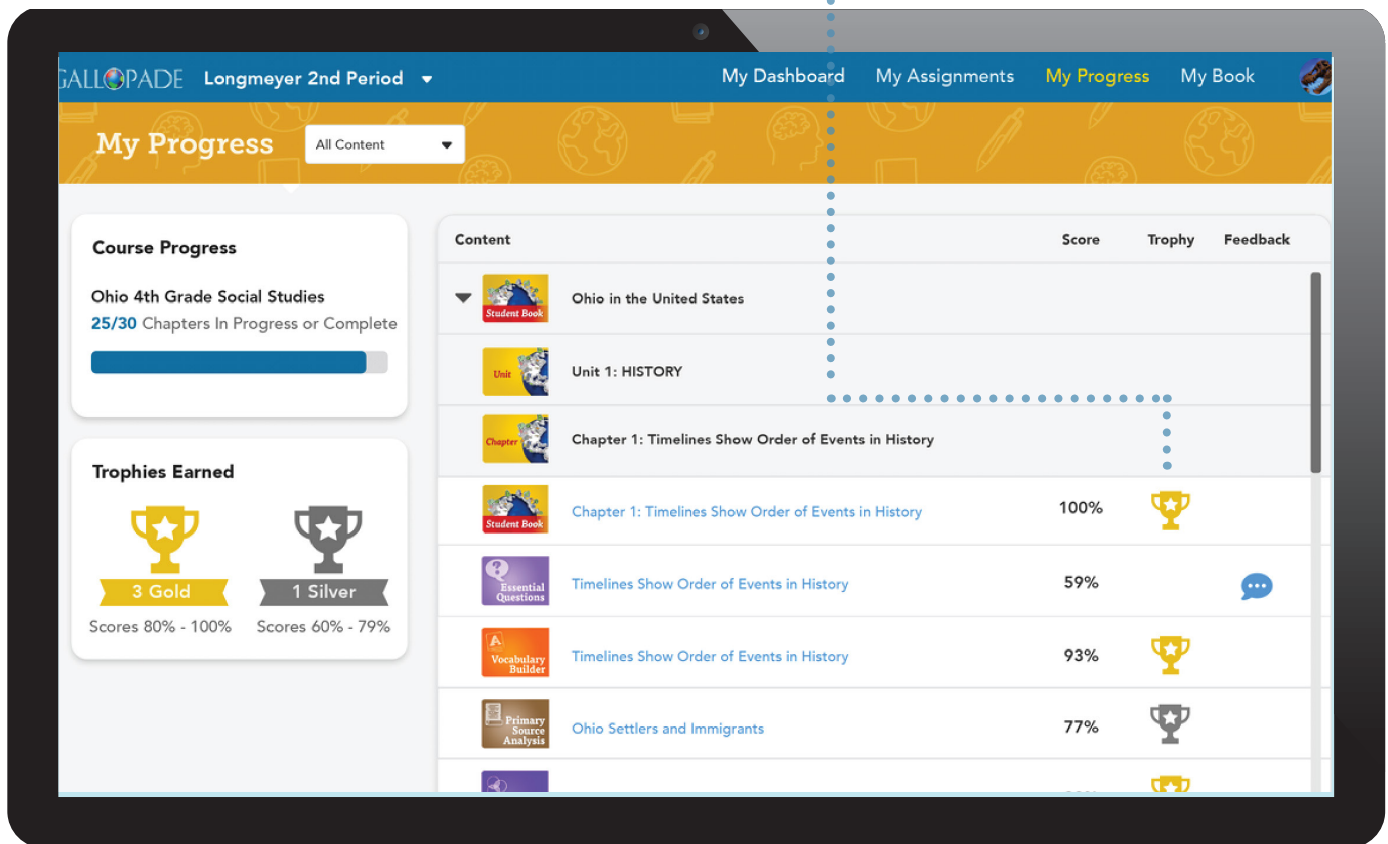 GALLOPADE Longmeyer 2nd Period My Dashboard My Assignments My Progress My Book
My Progress All Content
Course Progress
Ohio 4th Grade Social Studies
25/30 Chapters In Progress or Complete
Trophies Earned
3 Gold 1 Silver
Scores 80% - 100% Scores 60% - 79%
Content Score Trophy Feedback
Student Book Ohio in the United States
Unit Unit 1: HISTORY
Chapter Chapter 1: Timelines Show Order of Events in History
Student Book Chapter 1: Timelines Show Order of Events in History 100%
Essential
Questions
Timelines Show Order of Events in History 59%
A
Vocabulary
Builder
Timelines Show Order of Events in History 93%
Primary
Source
Analysis
Ohio Settlers and Immigrants 77%